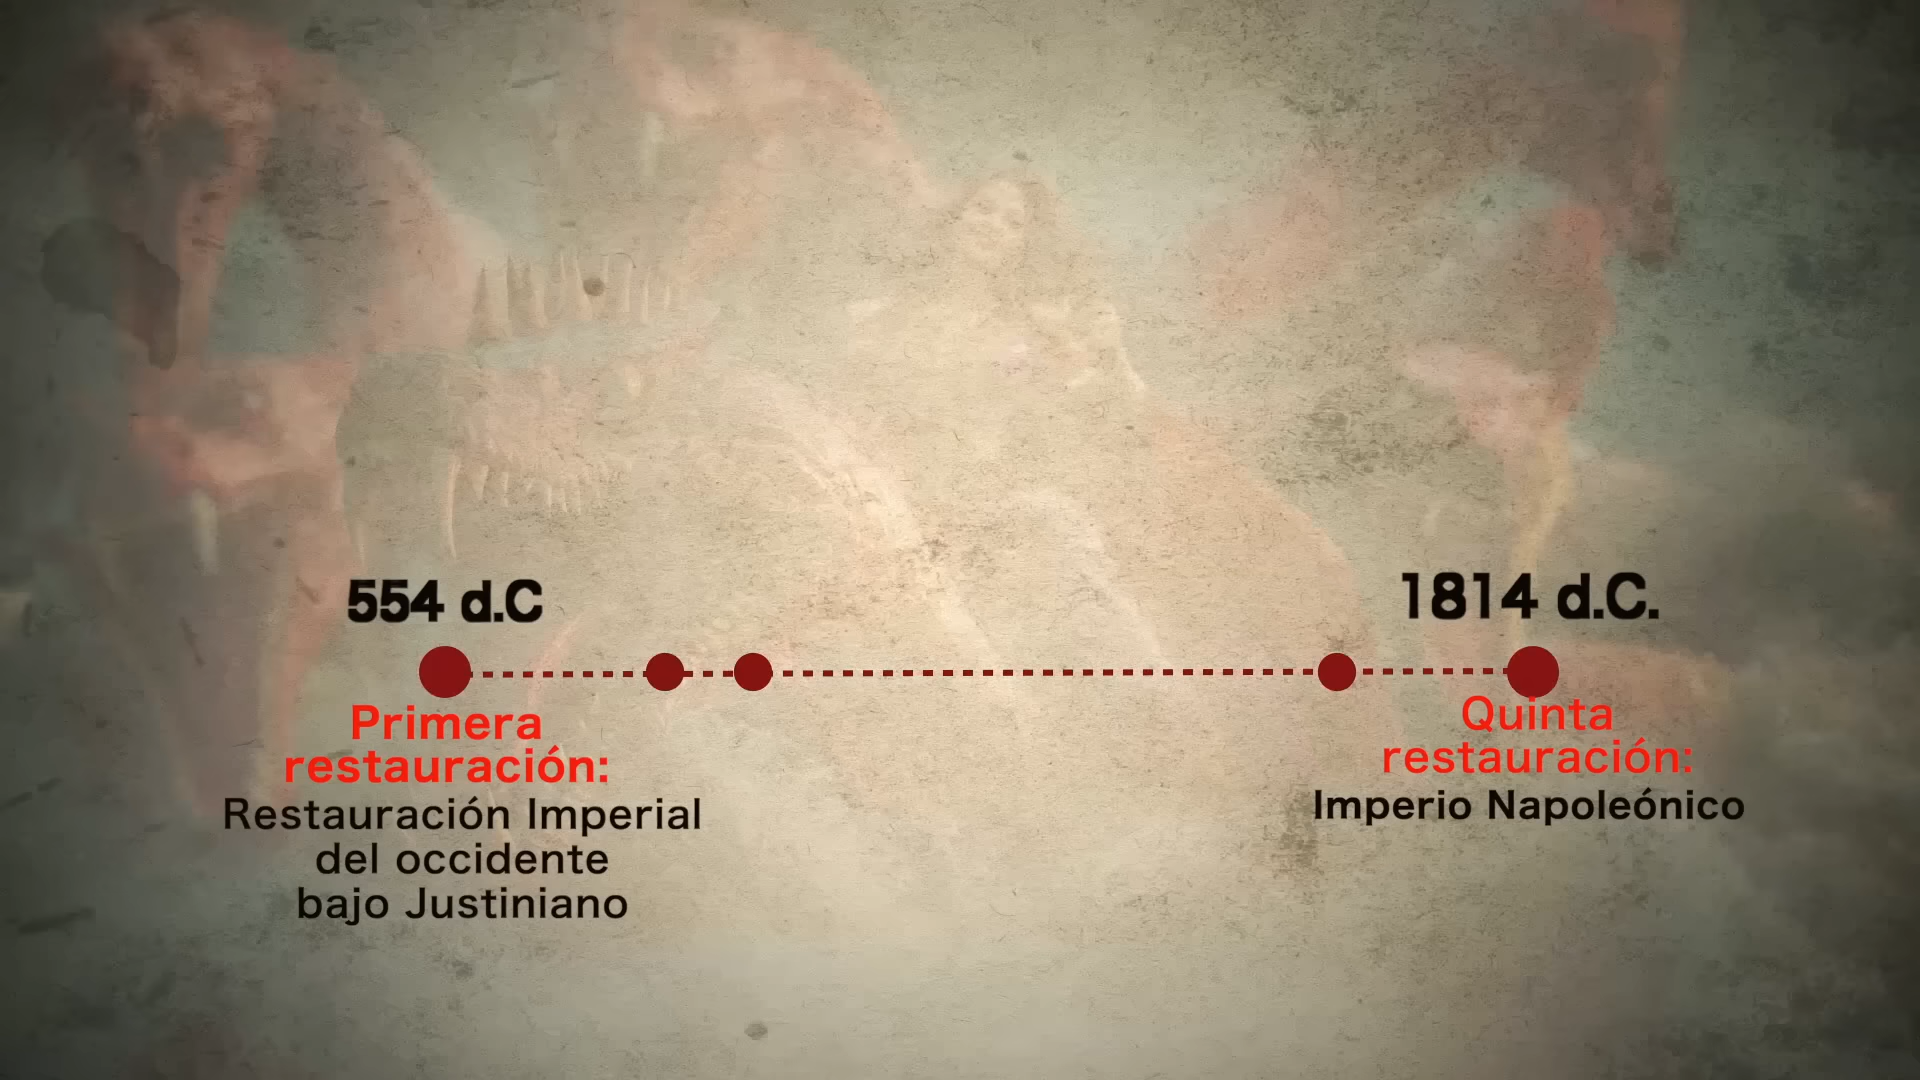 554 d.C
Primera
restauración:
Restauración Imperial
del occidente
bajo Justiniano
1814 d.C.
Quinta
restauración:
Imperio Napoleónico